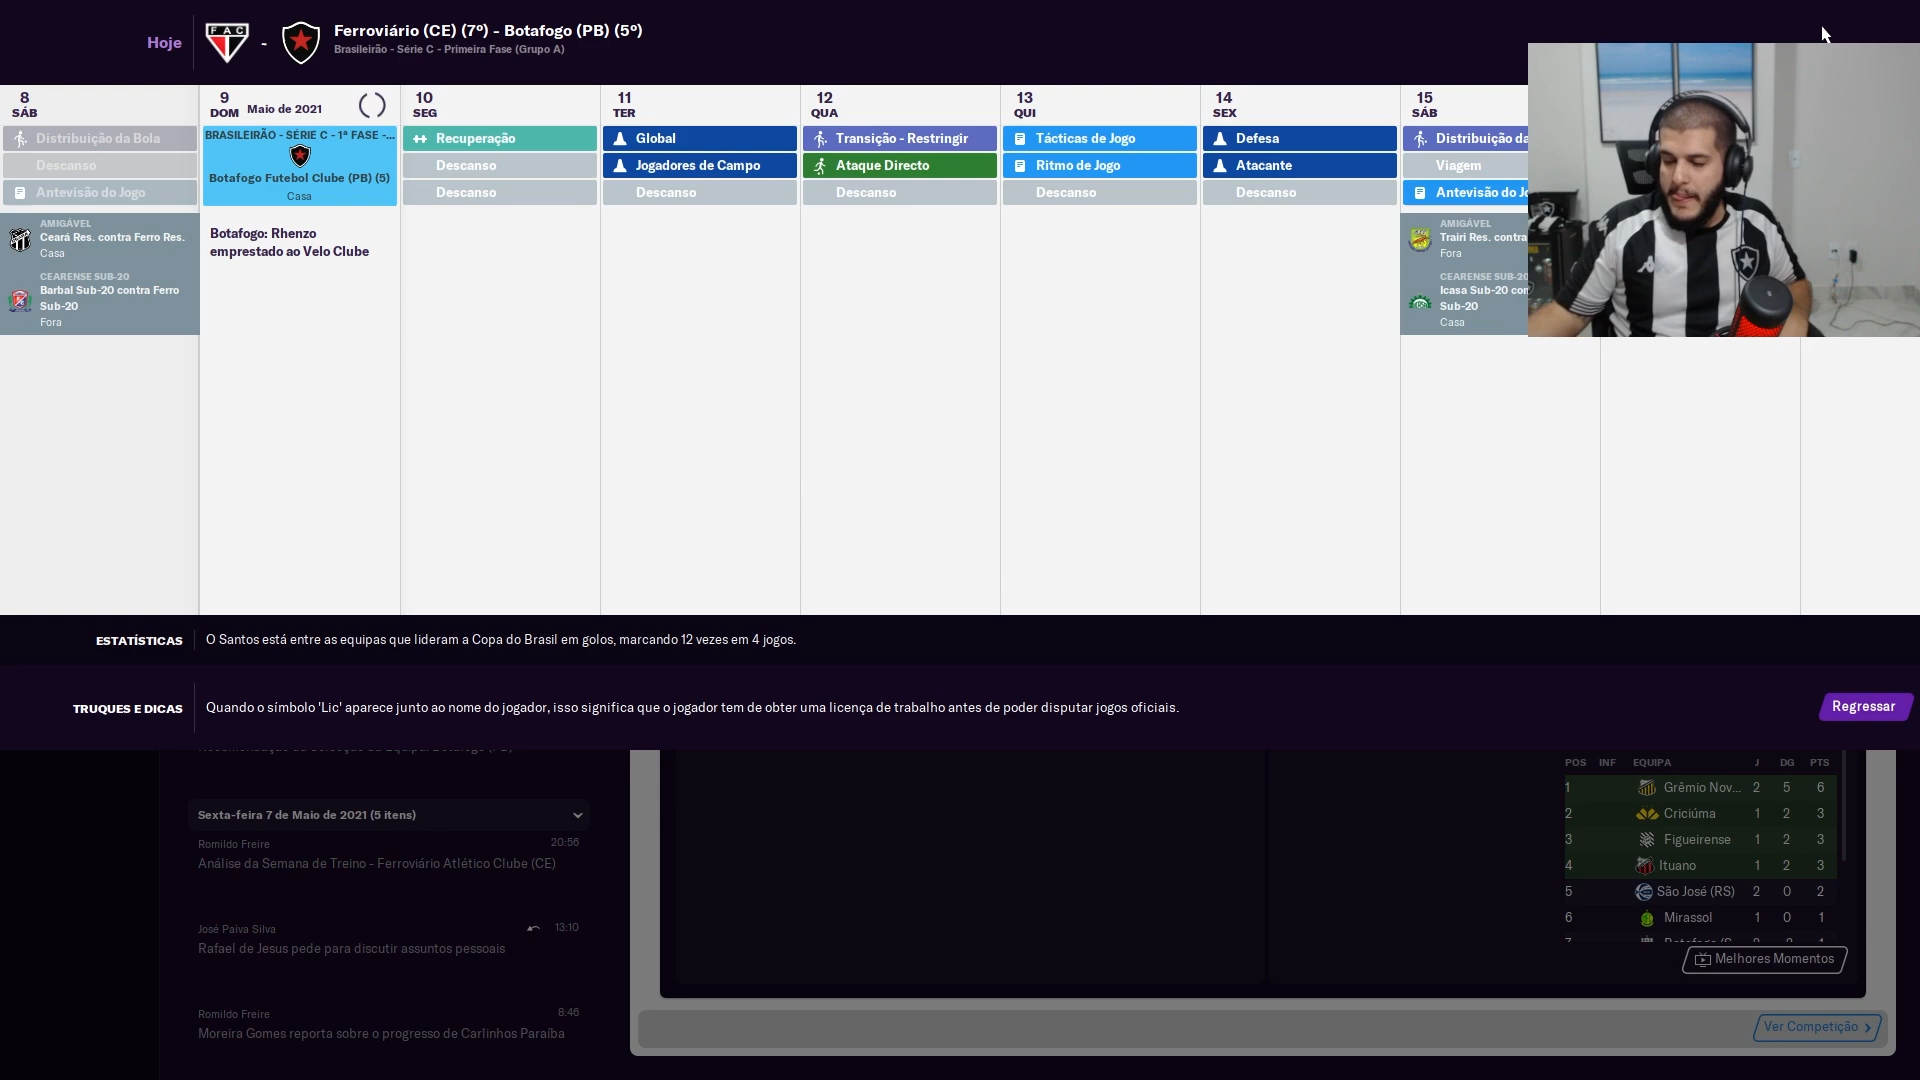 Hoje
FAC
-
Ferroviário (CE) (7º) - Botafogo (PB) (5º)
Brasileirão - Série C - Primeira Fase (Grupo A)
8
SÁB
9
DOM
Maio de 2021
10
SEG
11
TER
12
QUA
13
QUI
14
SEX
15
SÁB
Distribuição da Bola
Descanso
Antevisão do Jogo
BRASILEIRÃO - SÉRIE C - 1ª FASE -...
Botafogo Futebol Clube (PB) (5)
Casa
Recuperação
Descanso
Descanso
Global
Jogadores de Campo
Descanso
Transição - Restringir
Ataque Directo
Descanso
Tácticas de Jogo
Ritmo de Jogo
Descanso
Defesa
Atacante
Descanso
Distribuição da
Viagem
Antevisão do
AMIGÁVEL
Ceará Res. contra Ferro Res.
Casa
CEARENSE SUB-20
Barbal Sub-20 contra Ferro
Sub-20
Fora
Botafogo: Rhenzo
emprestado ao Velo Clube
AMIGÁVEL
Trairi Res. contra
Fora
CEARENSE SUB-20
Icasa Sub-20
Sub-20
Casa
ESTATÍSTICAS
O Santos está entre as equipas que lideram a Copa do Brasil em golos, marcando 12 vezes em 4 jogos.
TRUQUES E DICAS
Quando o símbolo 'Lic' aparece junto ao nome do jogador, isso significa que o jogador tem de obter uma licença de trabalho antes de poder disputar jogos oficiais.
Regressar
Sexta-feira 7 de Maio de 2021 (5 itens)
Romildo Freire
20:56
Análise da Semana de Treino - Ferroviário Atlético Clube (CE)
José Paiva Silva
13:10
Rafael de Jesus pede para discutir assuntos pessoais
Romildo Freire
8:46
Moreira Gomes reporta sobre o progresso de Carlinhos Paraíba
POS INF EQUIPA J DG PTS
1 Grêmio Nov... 2 5 6
2 Criciúma 1 2 3
3 Figueirense 1 2 3
4 Ituano 1 2 3
5 São José (RS) 2 0 2
6 Mirassol 1 0 1
Melhores Momentos
Ver Competição